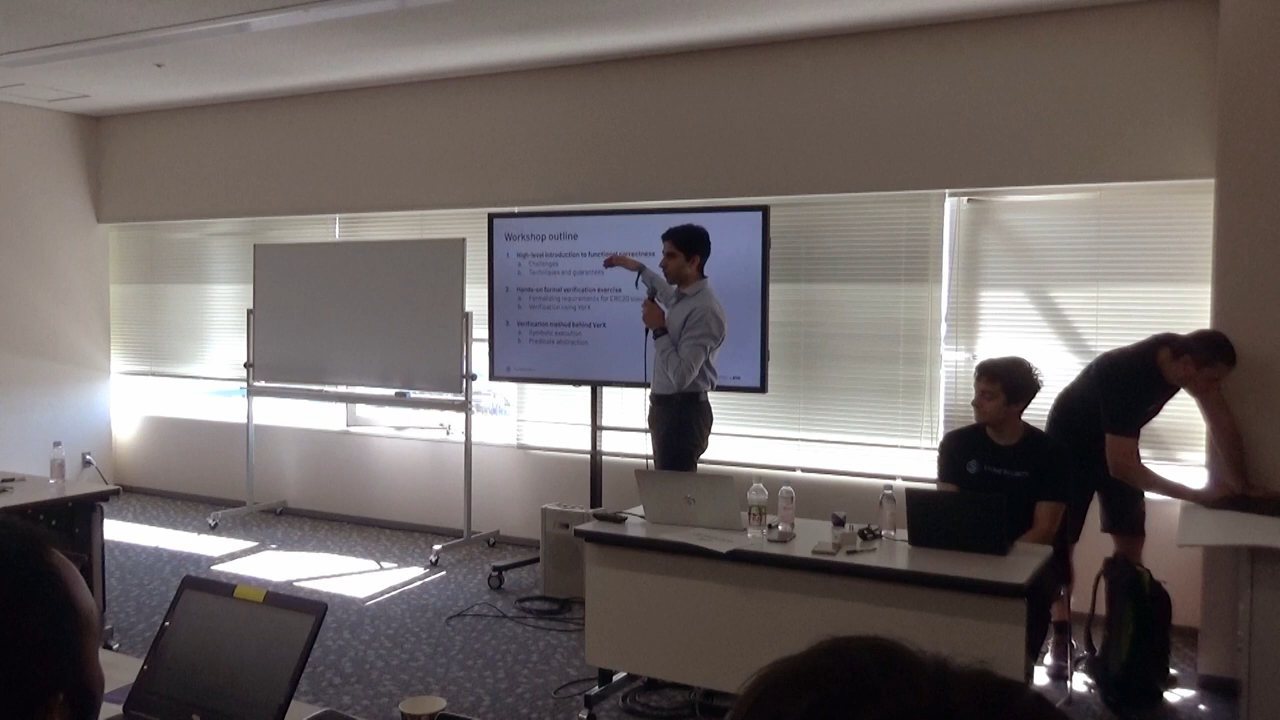 Workshop outline
1. High-level introduction to functional correctness
a. Challenges
b. Techniques and guarantees
2. Hands-on formal verification exercise
a. Formalizing requirements for ERC20
b. Verification using VerX
3. Verification method behind VerX
a. Symbolic execution
b. Predicate abstraction